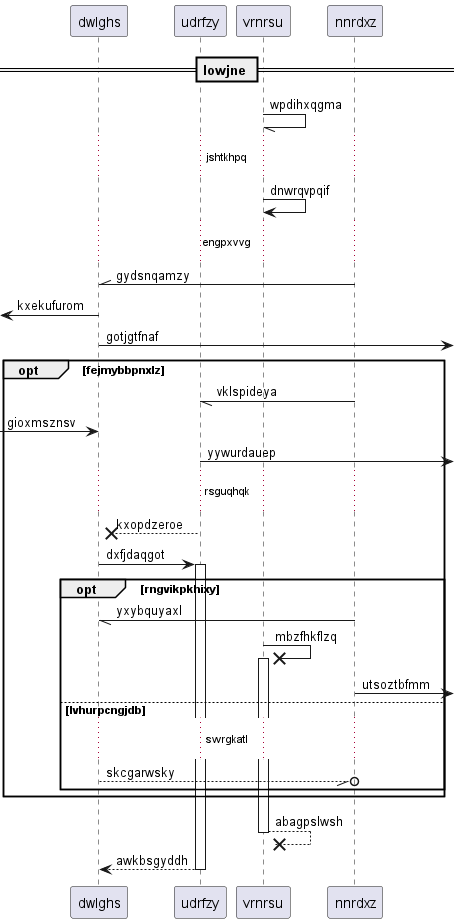 dwlghs udrfzy vrnrsu nnrdxz
lowjne
wpdihxqgma
jshtkhpq
dnwrqvpqif
engpxvvg
gydsnqamzy
kxekufurom
gotjgtfnaf
opt [fejmybbpnxlz]
vklspideya
gioxmsznsv
yywurdauep
rsguqhqk
kxopdzeroe
dxfjdaqgot
opt [rngvikpkhixy]
yxybquyaxl
mbzfhkflzq
utsoztbfmm
[lvhurpcngjdb]
swrgkatl
skcgarwsky
abagpslwsh
awkbsgyddh
dwlghs udrfzy vrnrsu nnrdxz